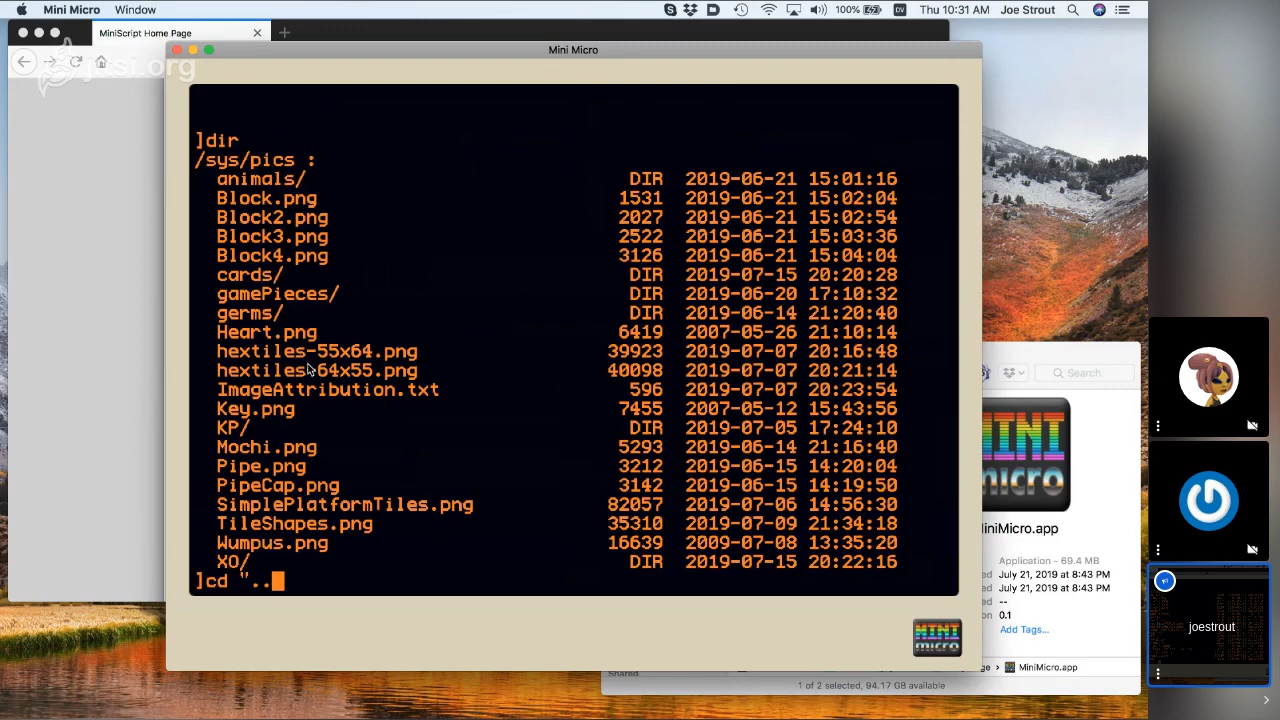 Mini Micro Window 100% DV Thu 10:31 AM Joe Strout
MiniScript Home Page
jitsi.org
Mini Micro
]dir
/sys/pics :
animals/ DIR 2019-06-21 15:01:16
Block.png 1531 2019-06-21 15:02:04
Block2.png 2027 2019-06-21 15:02:54
Block3.png 2522 2019-06-21 15:03:36
Block4.png 3126 2019-06-21 15:04:04
cards/ DIR 2019-07-15 20:20:28
gamePieces/ DIR 2019-06-20 17:10:32
germs/ DIR 2019-06-14 21:20:40
Heart.png 6419 2007-05-26 21:10:14
hextiles-55x64.png 39923 2019-07-07 20:16:48
hextiles-64x55.png 40098 2019-07-07 20:21:14
ImageAttribution.txt 596 2019-07-07 20:23:54
Key.png 7455 2007-05-12 15:43:56
KP/ DIR 2019-07-05 17:24:10
Mochi.png 5293 2019-06-14 21:16:40
Pipe.png 3212 2019-06-15 14:20:04
PipeCap.png 3142 2019-06-15 14:19:50
SimplePlatformTiles.png 82057 2019-07-06 14:56:30
TileShapes.png 35310 2019-07-09 21:34:18
Wumpus.png 16639 2009-07-08 13:35:20
XO/ DIR 2019-07-15 20:22:16
]cd "..
MINI
micro
Search
MINI
micro
iniMicro.app
Application - 69.4 MB
ed July 21, 2019 at 8:43 PM
ed July 21, 2019 at 8:43 PM
ed --
on 0.1
Add Tags...
Shared
ge › MiniMicro.app
1 of 2 selected, 94.17 GB available
joestrout